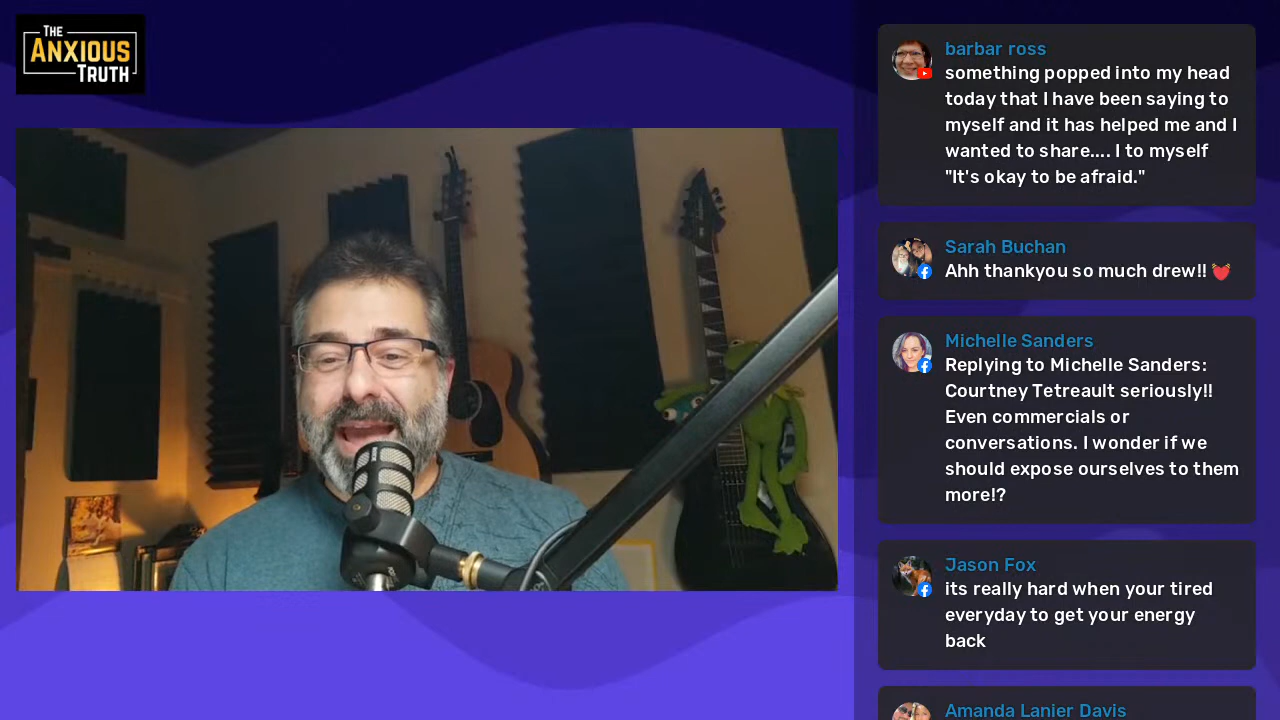 THE
ANXIOUS
TRUTH
barbar ross
something popped into my head
today that I have been saying to
myself and it has helped me and I
wanted to share.... I to myself
"It's okay to be afraid."
Sarah Buchan
Ahh thankyou so much drew!! 💓
Michelle Sanders
Replying to Michelle Sanders:
Courtney Tetreault seriously!!
Even commercials or
conversations. I wonder if we
should expose ourselves to them
more!?
Jason Fox
its really hard when your tired
everyday to get your energy
back
Amanda Lanier Davis